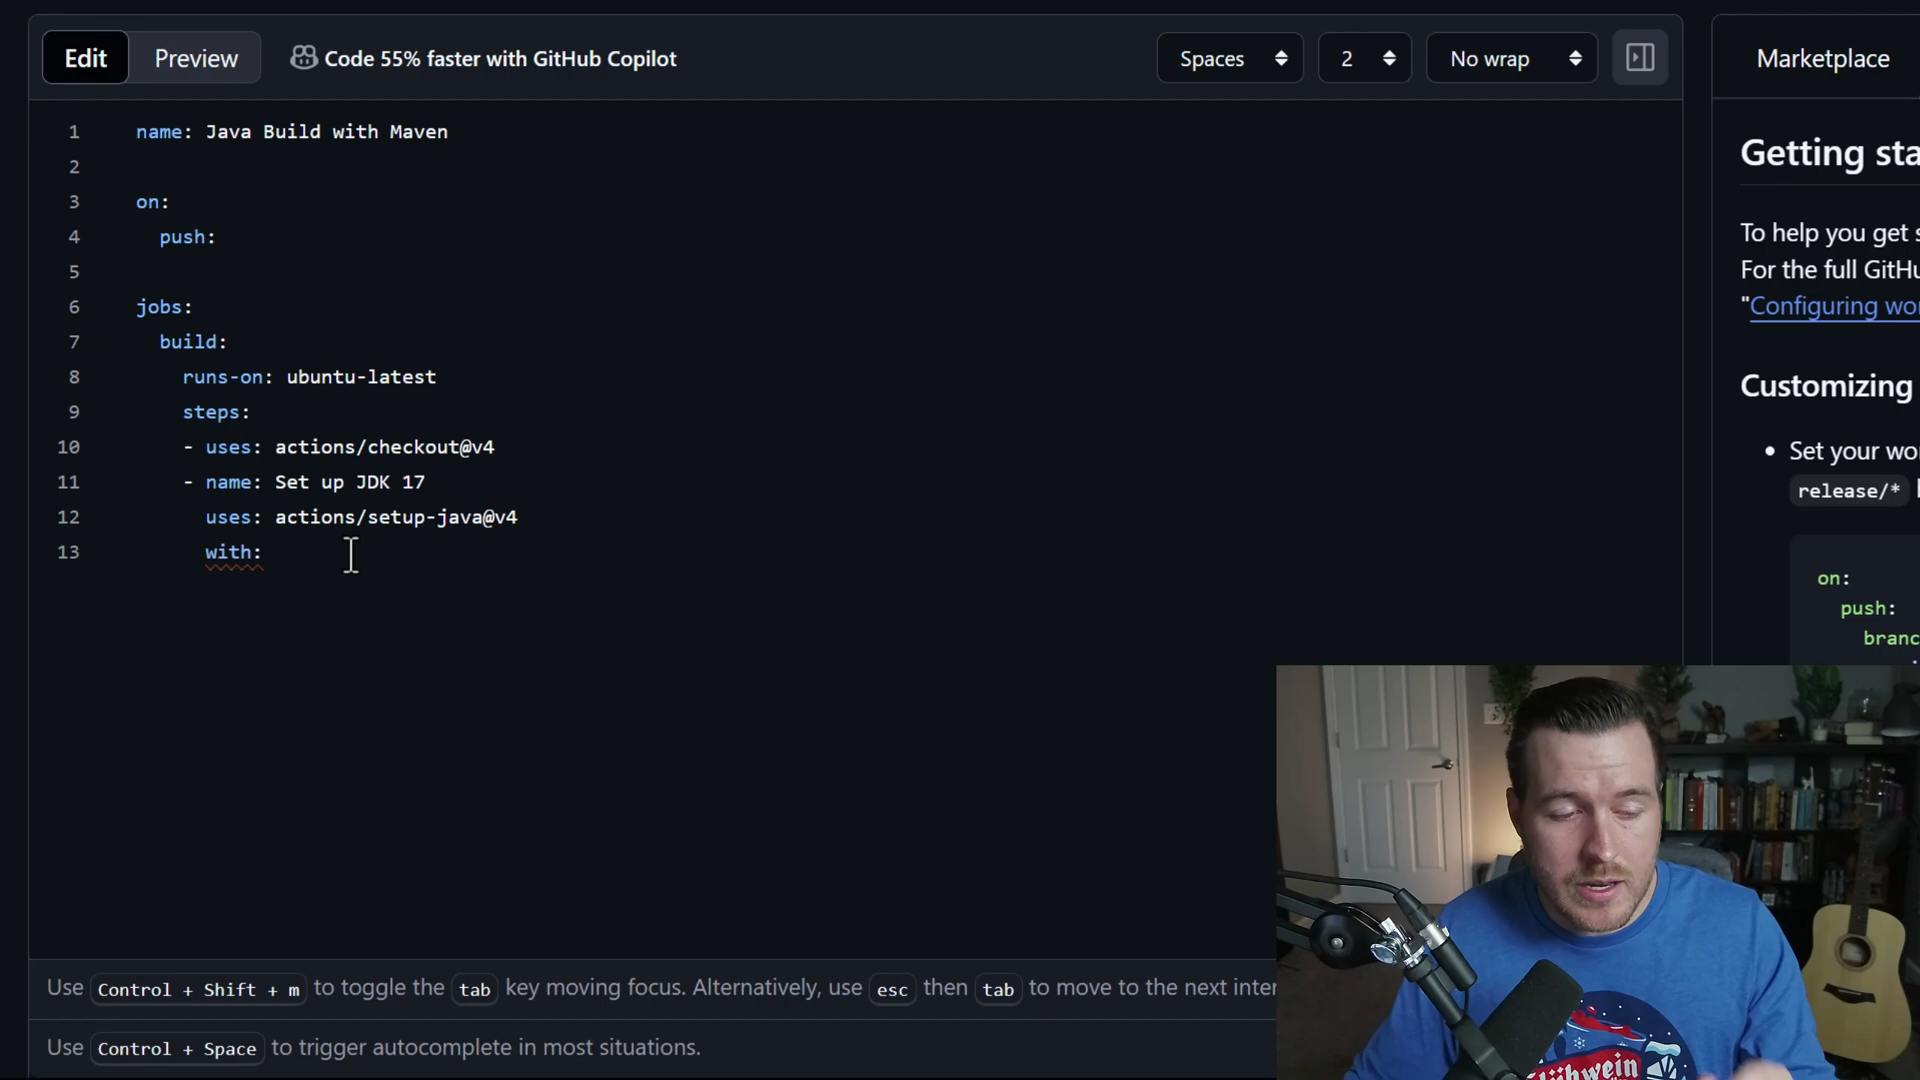 Edit Preview Code 55% faster with GitHub Copilot Spaces 2 No wrap
1 name: Java Build with Maven
2
3 on:
4 push:
5
6 jobs:
7 build:
8 runs-on: ubuntu-latest
9 steps:
10 - uses: actions/checkout@v4
11 - name: Set up JDK 17
12 uses: actions/setup-java@v4
13 with:
Use Control + Shift + m to toggle the tab key moving focus. Alternatively, use esc then tab to move to the next inter
Use Control + Space to trigger autocomplete in most situations.
Marketplace
Getting sta
To help you get s
For the full GitHu
"Configuring wor
Customizing
• Set your wor
release/*
on:
push:
branc